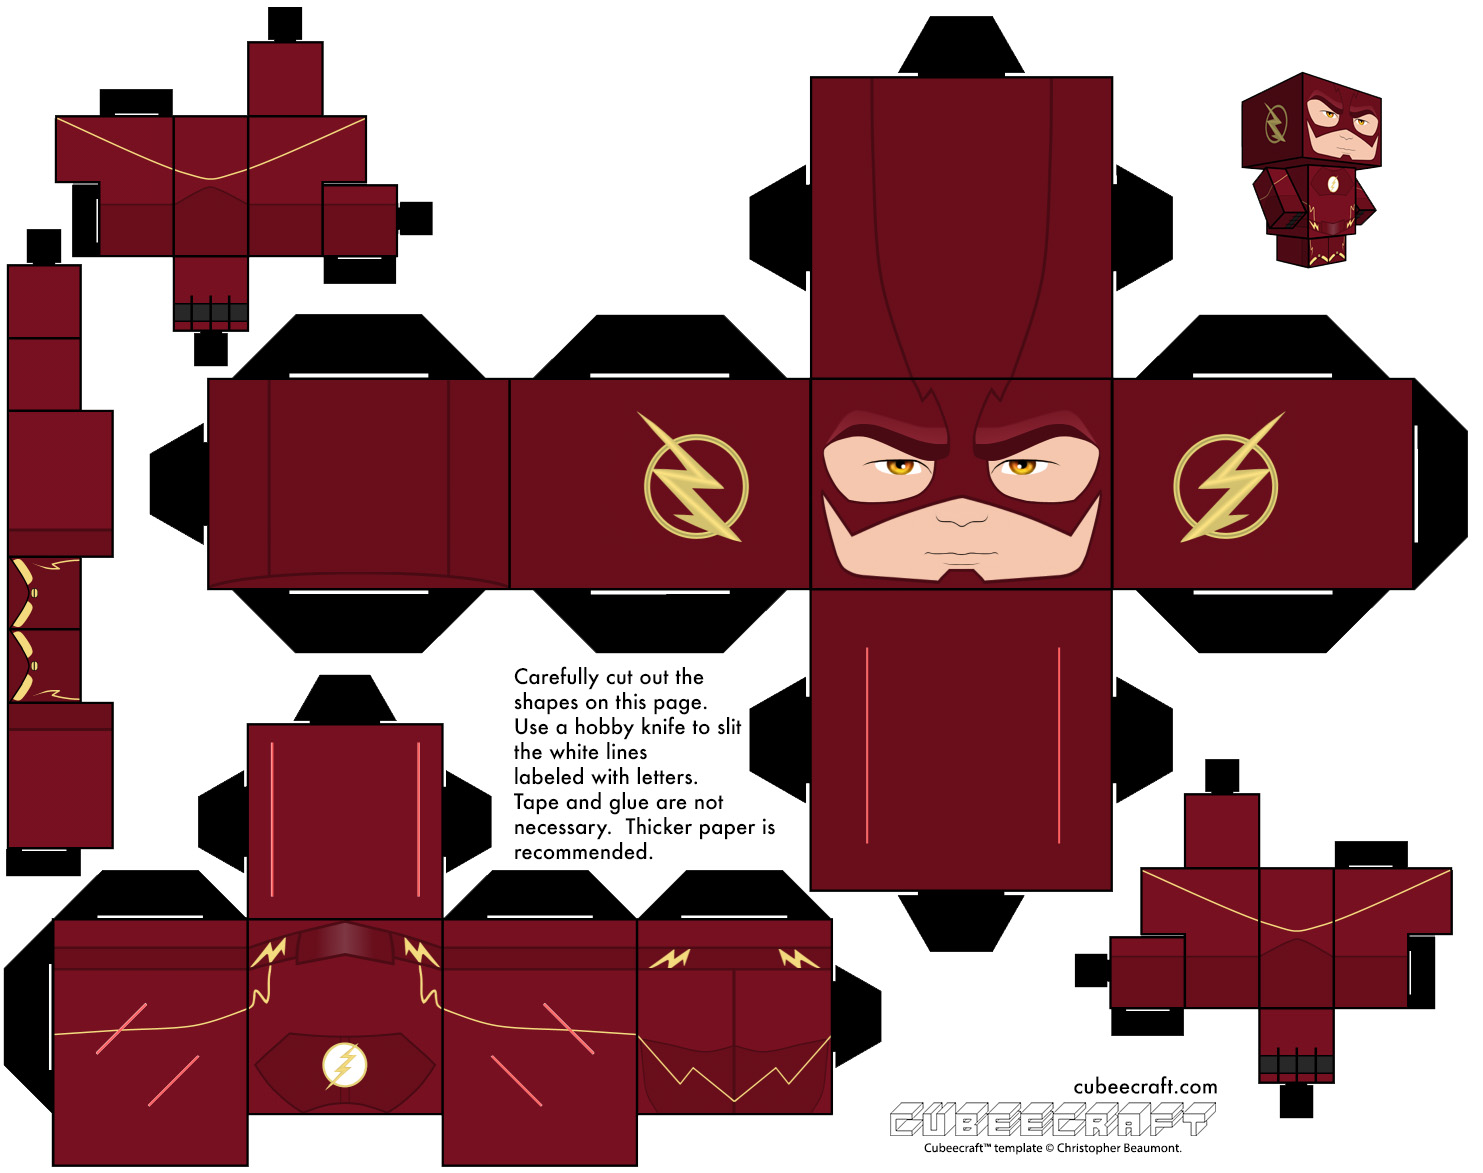 Carefully cut out the
shapes on this page.
Use a hobby knife to slit
the white lines
labeled with letters.
Tape and glue are not
necessary.  Thicker paper is
recommended.
cubeecraft.com
CUBEECRAFT
Cubeecraft™ template © Christopher Beaumont.